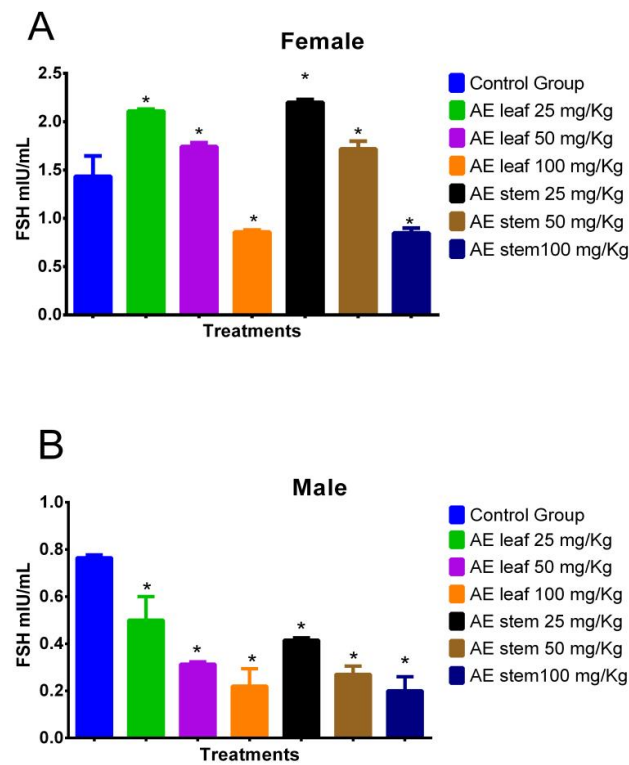 A
Female
2.5
2.0
1.5
1.0
0.5
0.0
FSH mIU/mL
* * * * * *
Treatments
Control Group
AE leaf 25 mg/Kg
AE leaf 50 mg/Kg
AE leaf 100 mg/Kg
AE stem 25 mg/Kg
AE stem 50 mg/Kg
AE stem100 mg/Kg
B
Male
1.0
0.8
0.6
0.4
0.2
0.0
FSH mIU/mL
* * * * * *
Treatments
Control Group
AE leaf 25 mg/Kg
AE leaf 50 mg/Kg
AE leaf 100 mg/Kg
AE stem 25 mg/Kg
AE stem 50 mg/Kg
AE stem100 mg/Kg